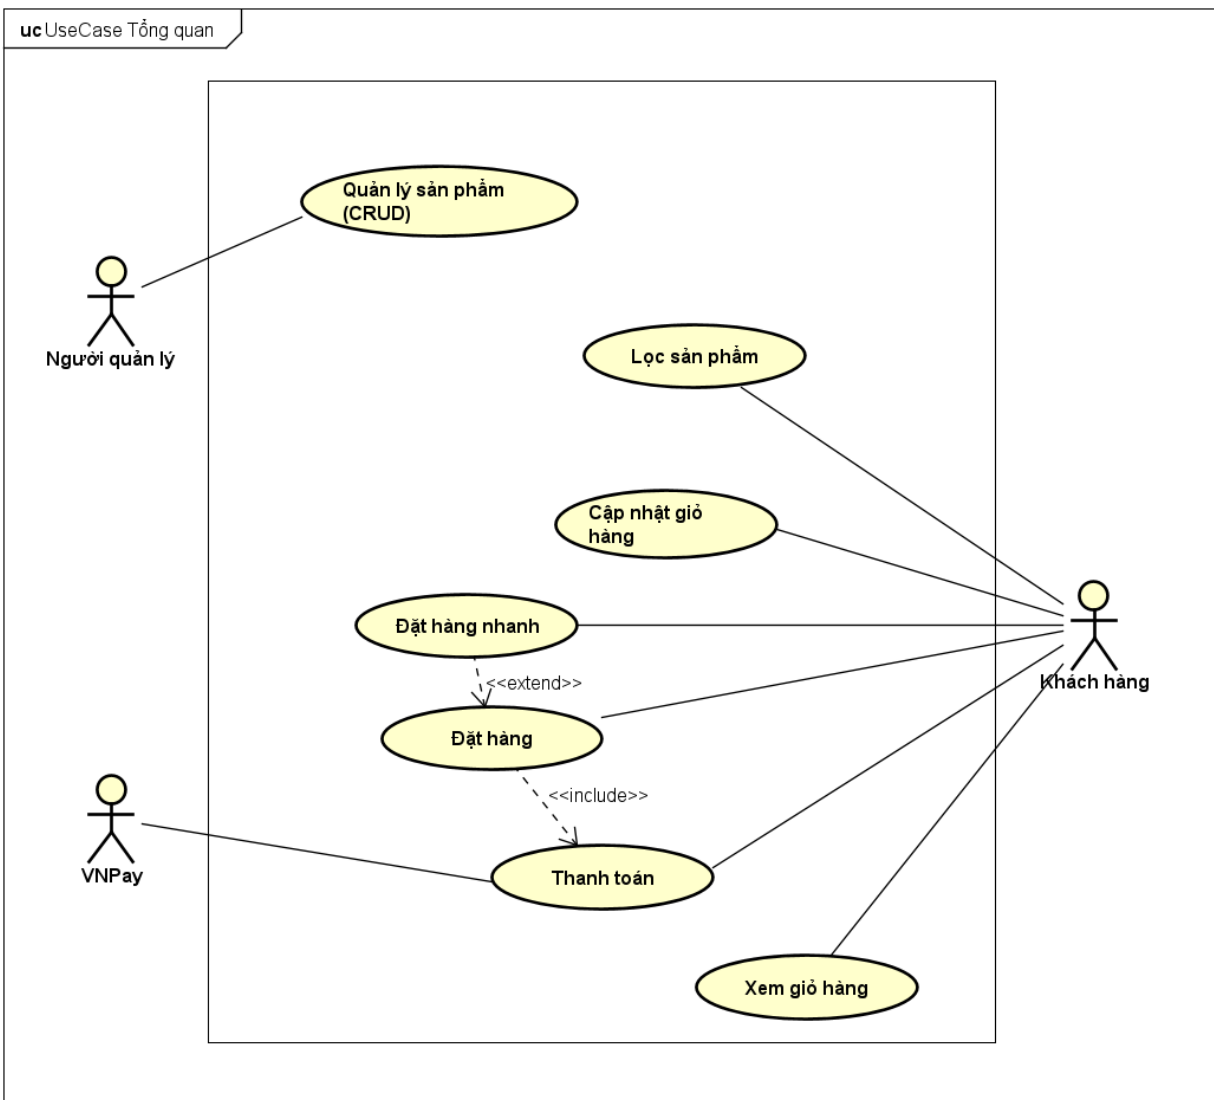 uc UseCase Tổng quan
Quản lý sản phẩm
(CRUD)
Người quản lý
Lọc sản phẩm
Cập nhật giỏ
hàng
Đặt hàng nhanh
<<extend>>
Khách hàng
Đặt hàng
<<include>>
VNPay
Thanh toán
Xem giỏ hàng